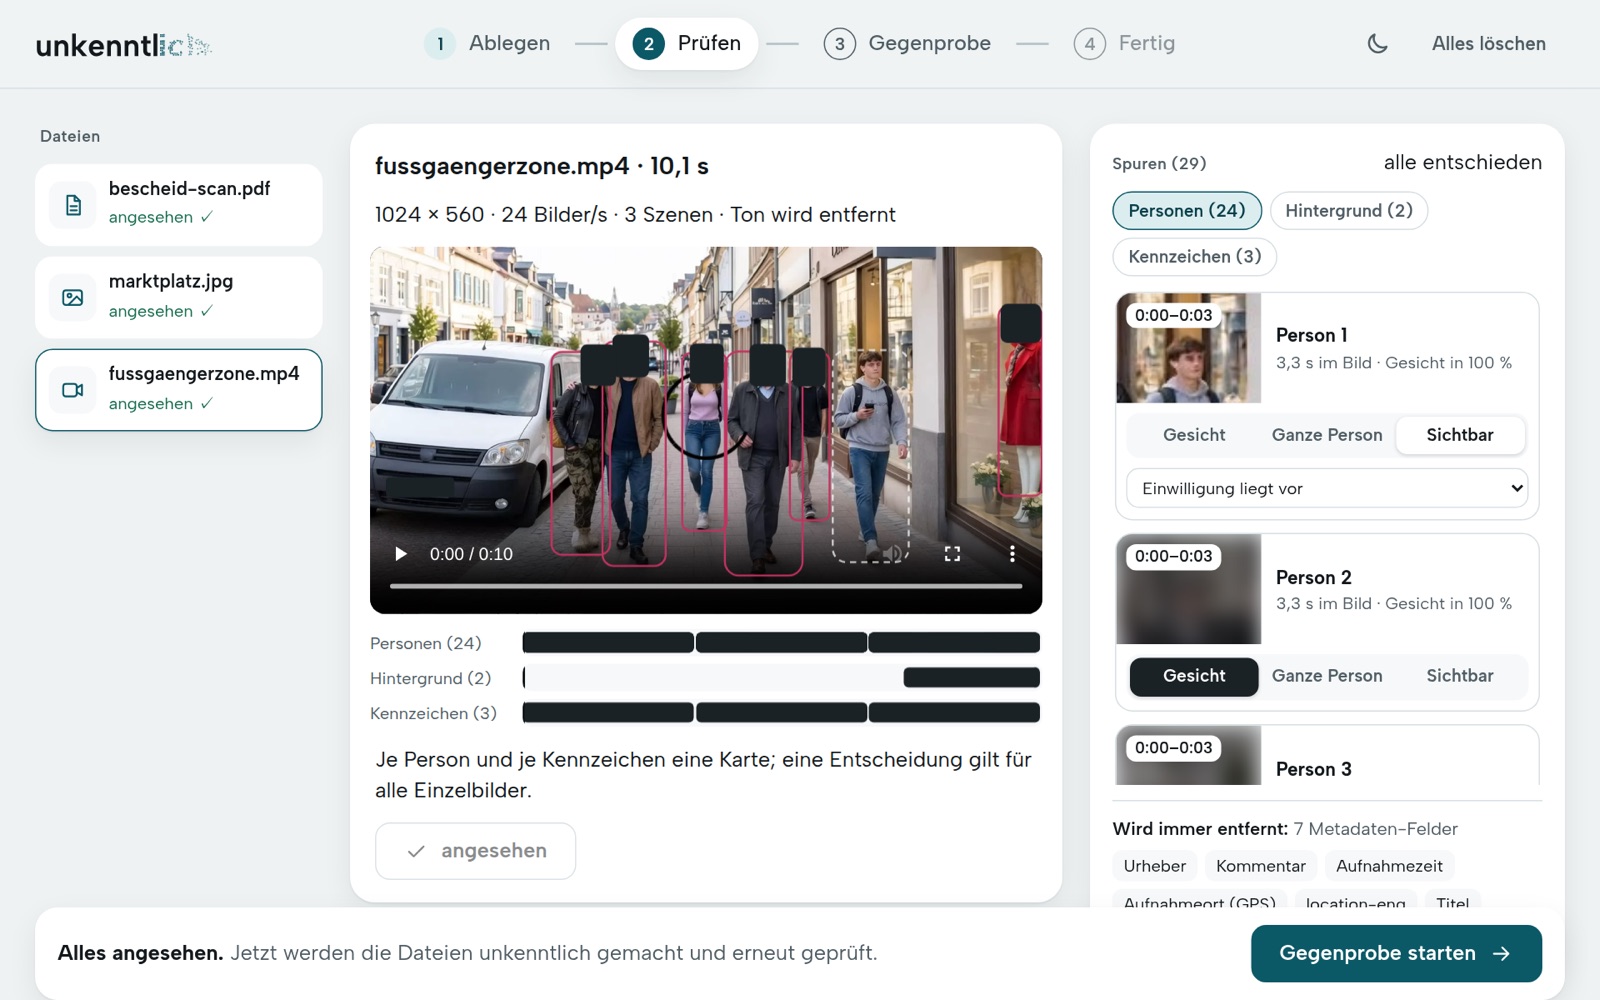 unkenntlich
1 Ablegen
2 Prüfen
3 Gegenprobe
4 Fertig
Alles löschen
Dateien
bescheid-scan.pdf
angesehen ✓
marktplatz.jpg
angesehen ✓
fussgaengerzone.mp4
angesehen ✓
fussgaengerzone.mp4 · 10,1 s
1024 × 560 · 24 Bilder/s · 3 Szenen · Ton wird entfernt
0:00 / 0:10
Personen (24)
Hintergrund (2)
Kennzeichen (3)
Je Person und je Kennzeichen eine Karte; eine Entscheidung gilt für
alle Einzelbilder.
✓ angesehen
Spuren (29)
alle entschieden
Personen (24)
Hintergrund (2)
Kennzeichen (3)
0:00–0:03
Person 1
3,3 s im Bild · Gesicht in 100 %
Gesicht
Ganze Person
Sichtbar
Einwilligung liegt vor
0:00–0:03
Person 2
3,3 s im Bild · Gesicht in 100 %
Gesicht
Ganze Person
Sichtbar
0:00–0:03
Person 3
Wird immer entfernt: 7 Metadaten-Felder
Urheber
Kommentar
Aufnahmezeit
Aufnahmeort (GPS)
location-eng
Titel
Alles angesehen. Jetzt werden die Dateien unkenntlich gemacht und erneut geprüft.
Gegenprobe starten →